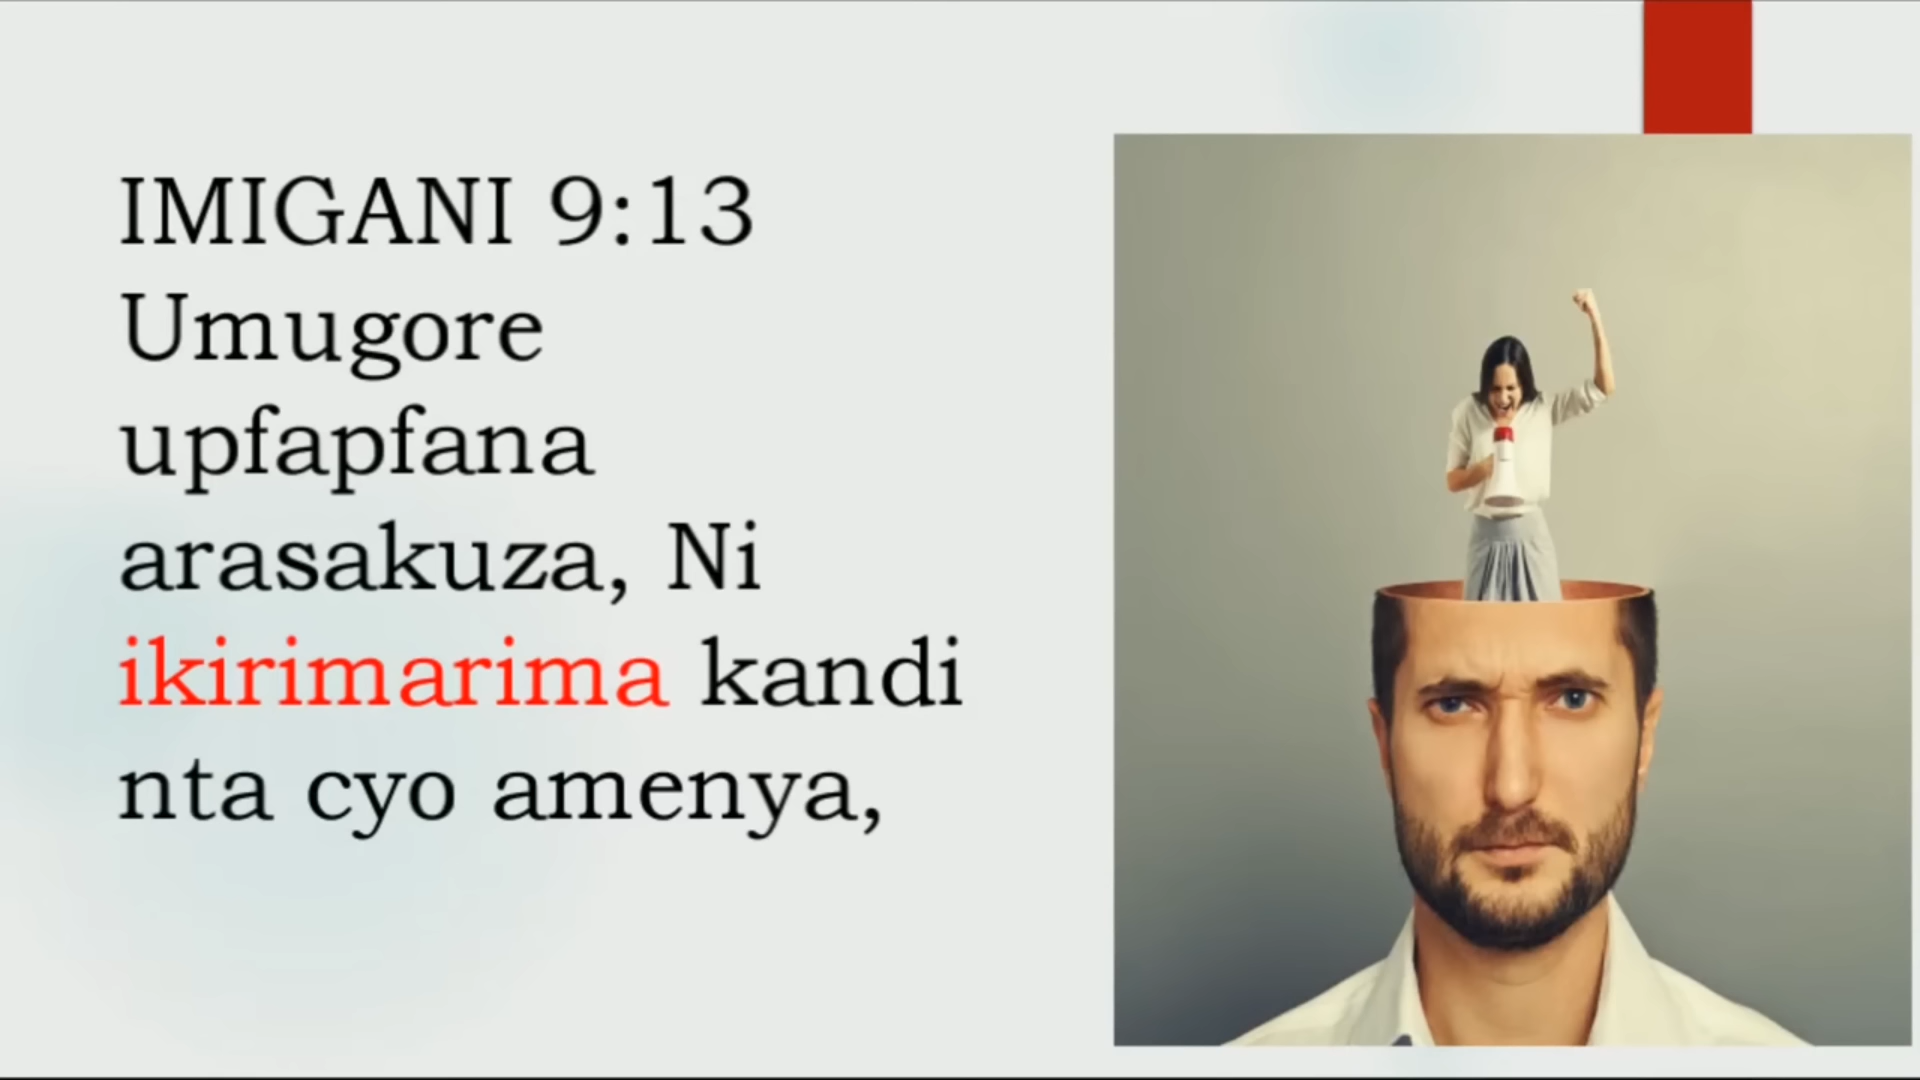 IMIGANI 9:13
Umugore
upfapfana
arasakuza, Ni
ikirimarima kandi
nta cyo amenya,